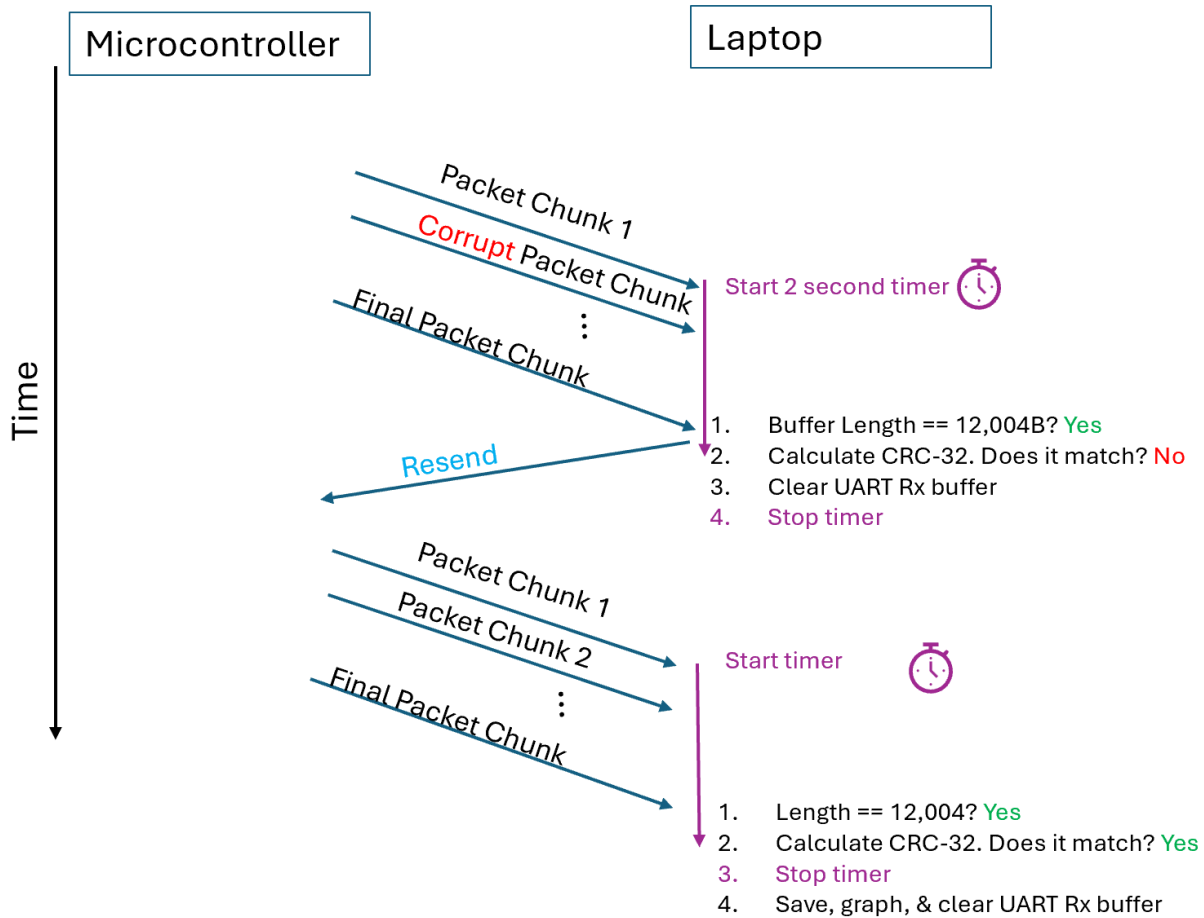 Microcontroller
Laptop
Time
Packet Chunk 1
Corrupt Packet Chunk
Start 2 second timer
⋮
Final Packet Chunk
1. Buffer Length == 12,004B? Yes
2. Calculate CRC-32. Does it match? No
3. Clear UART Rx buffer
4. Stop timer
Resend
Packet Chunk 1
Packet Chunk 2
Start timer
⋮
Final Packet Chunk
1. Length == 12,004? Yes
2. Calculate CRC-32. Does it match? Yes
3. Stop timer
4. Save, graph, & clear UART Rx buffer